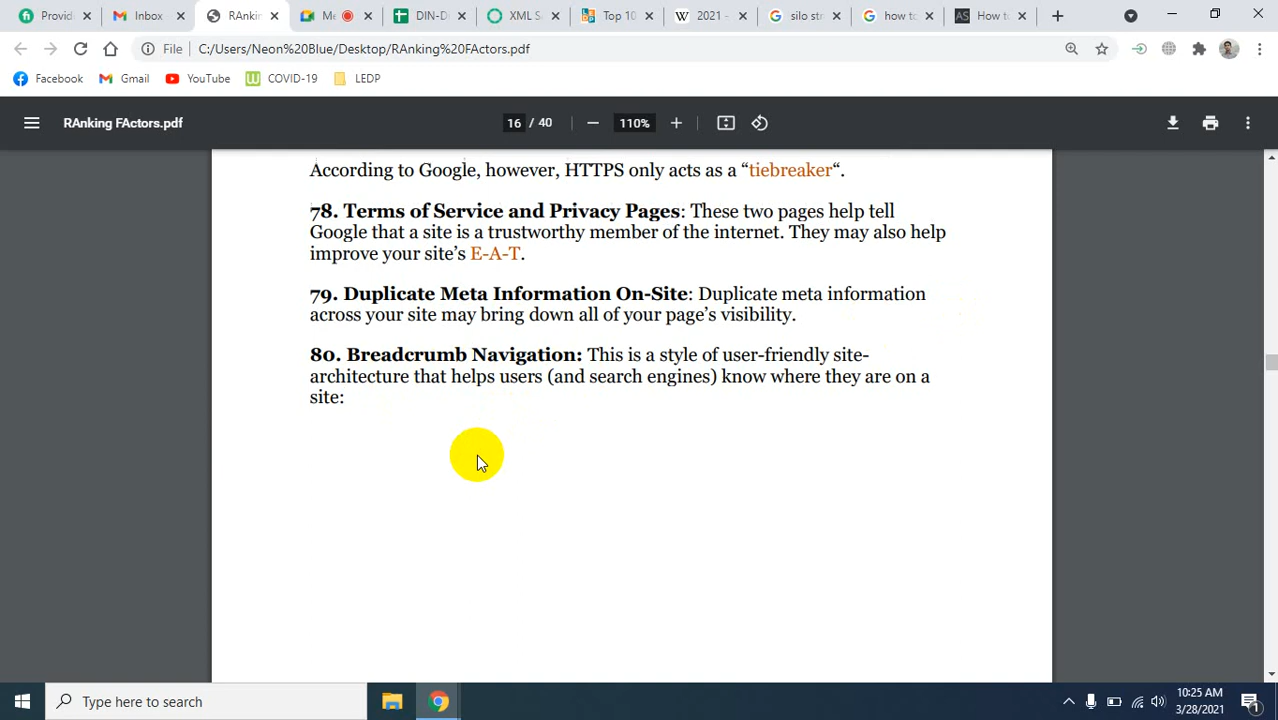 Provid
Inbox
RAnkin
Me
DIN-D
XML S
Top 10
2021 -
silo str
how to
How to
File
C:/Users/Neon%20Blue/Desktop/RAnking%20FActors.pdf
Facebook
Gmail
YouTube
COVID-19
LEDP
RAnking FActors.pdf
16 / 40
110%
According to Google, however, HTTPS only acts as a “tiebreaker“.
78. Terms of Service and Privacy Pages: These two pages help tell
Google that a site is a trustworthy member of the internet. They may also help
improve your site’s E-A-T.
79. Duplicate Meta Information On-Site: Duplicate meta information
across your site may bring down all of your page’s visibility.
80. Breadcrumb Navigation: This is a style of user-friendly site-
architecture that helps users (and search engines) know where they are on a
site:
Type here to search
10:25 AM
3/28/2021